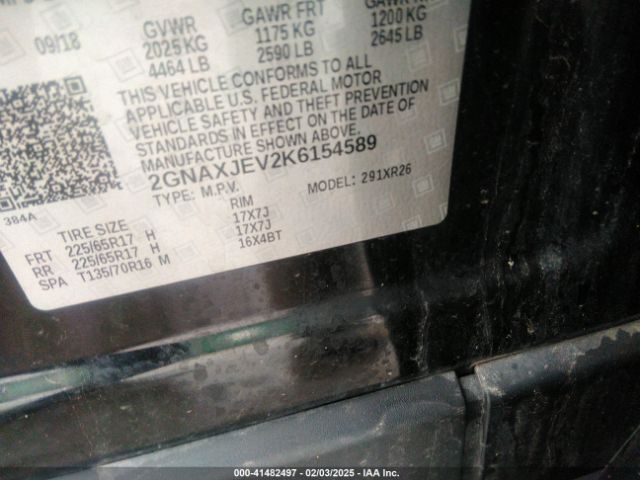 09/18
GVWR GAWR FRT GAWR
2025 KG 1175 KG 1200 KG
4464 LB 2590 LB 2645 LB
THIS VEHICLE CONFORMS TO ALL
APPLICABLE U.S. FEDERAL MOTOR
VEHICLE SAFETY AND THEFT PREVENTION
STANDARDS IN EFFECT ON THE DATE OF
MANUFACTURE SHOWN ABOVE.
2GNAXJEV2K6154589
TYPE: M.P.V. MODEL: 291XR26
384A
TIRE SIZE RIM
FRT 225/65R17 H 17X7J
RR 225/65R17 H 17X7J
SPA T135/70R16 M 16X4BT
000-41482497 - 02/03/2025 - IAA Inc.